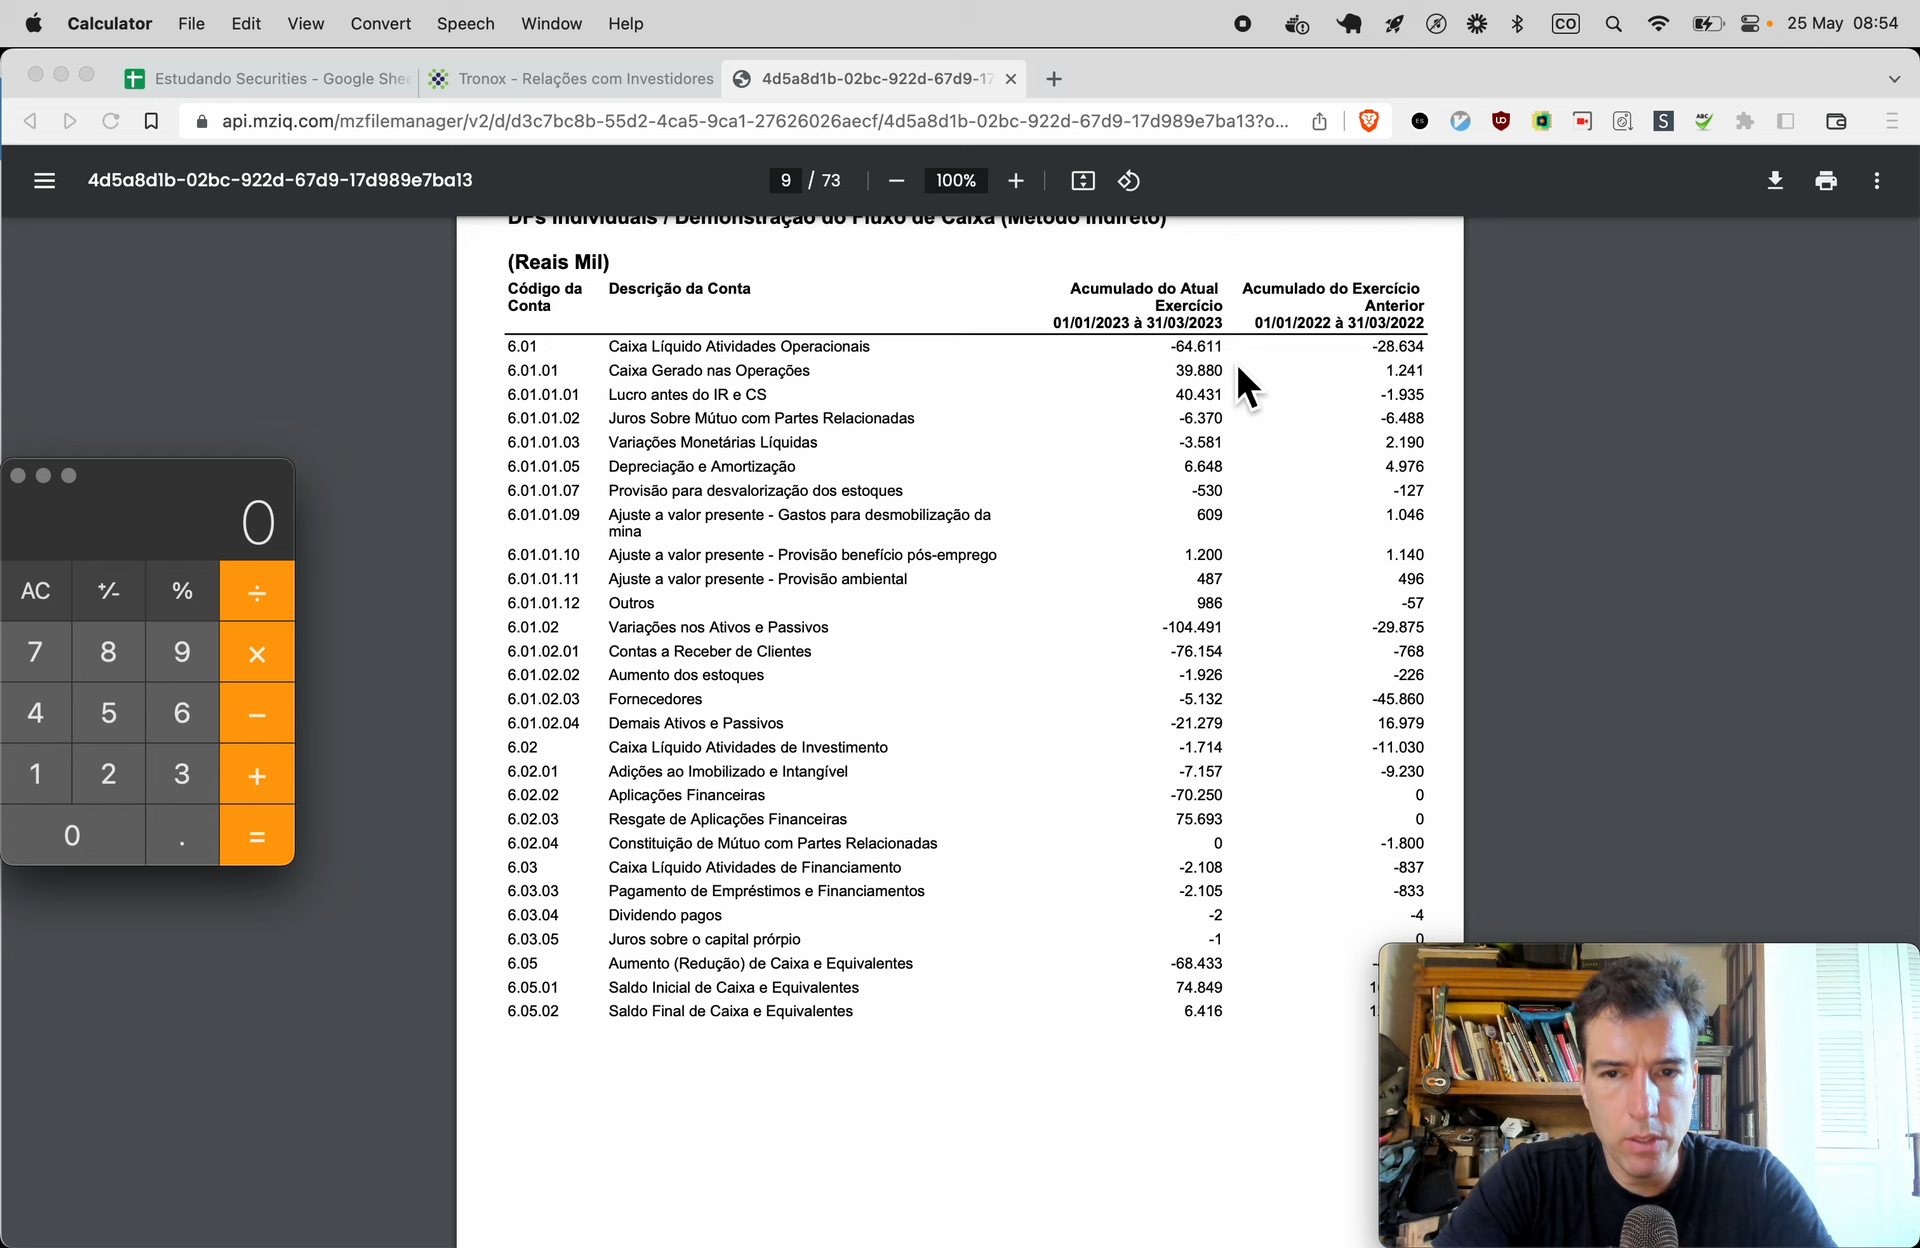 Calculator File Edit View Convert Speech Window Help
CO 25 May 08:54
Estudando Securities - Google She
Tronox - Relações com Investidores
4d5a8d1b-02bc-922d-67d9-17
api.mziq.com/mzfilemanager/v2/d/d3c7bc8b-55d2-4ca5-9ca1-27626026aecf/4d5a8d1b-02bc-922d-67d9-17d989e7ba13?o...
4d5a8d1b-02bc-922d-67d9-17d989e7ba13
9 / 73 100%
DFs Individuais / Demonstração do Fluxo de Caixa (Método Indireto)
(Reais Mil)
Código da Conta Descrição da Conta Acumulado do Atual Exercício 01/01/2023 à 31/03/2023 Acumulado do Exercício Anterior 01/01/2022 à 31/03/2022
6.01 Caixa Líquido Atividades Operacionais -64.611 -28.634
6.01.01 Caixa Gerado nas Operações 39.880 1.241
6.01.01.01 Lucro antes do IR e CS 40.431 -1.935
6.01.01.02 Juros Sobre Mútuo com Partes Relacionadas -6.370 -6.488
6.01.01.03 Variações Monetárias Líquidas -3.581 2.190
6.01.01.05 Depreciação e Amortização 6.648 4.976
6.01.01.07 Provisão para desvalorização dos estoques -530 -127
6.01.01.09 Ajuste a valor presente - Gastos para desmobilização da mina 609 1.046
6.01.01.10 Ajuste a valor presente - Provisão benefício pós-emprego 1.200 1.140
6.01.01.11 Ajuste a valor presente - Provisão ambiental 487 496
6.01.01.12 Outros 986 -57
6.01.02 Variações nos Ativos e Passivos -104.491 -29.875
6.01.02.01 Contas a Receber de Clientes -76.154 -768
6.01.02.02 Aumento dos estoques -1.926 -226
6.01.02.03 Fornecedores -5.132 -45.860
6.01.02.04 Demais Ativos e Passivos -21.279 16.979
6.02 Caixa Líquido Atividades de Investimento -1.714 -11.030
6.02.01 Adições ao Imobilizado e Intangível -7.157 -9.230
6.02.02 Aplicações Financeiras -70.250 0
6.02.03 Resgate de Aplicações Financeiras 75.693 0
6.02.04 Constituição de Mútuo com Partes Relacionadas 0 -1.800
6.03 Caixa Líquido Atividades de Financiamento -2.108 -837
6.03.03 Pagamento de Empréstimos e Financiamentos -2.105 -833
6.03.04 Dividendo pagos -2 -4
6.03.05 Juros sobre o capital prórpio -1 0
6.05 Aumento (Redução) de Caixa e Equivalentes -68.433
6.05.01 Saldo Inicial de Caixa e Equivalentes 74.849
6.05.02 Saldo Final de Caixa e Equivalentes 6.416
0
AC +⁄- % ÷
7 8 9 ×
4 5 6 −
1 2 3 +
0 . =